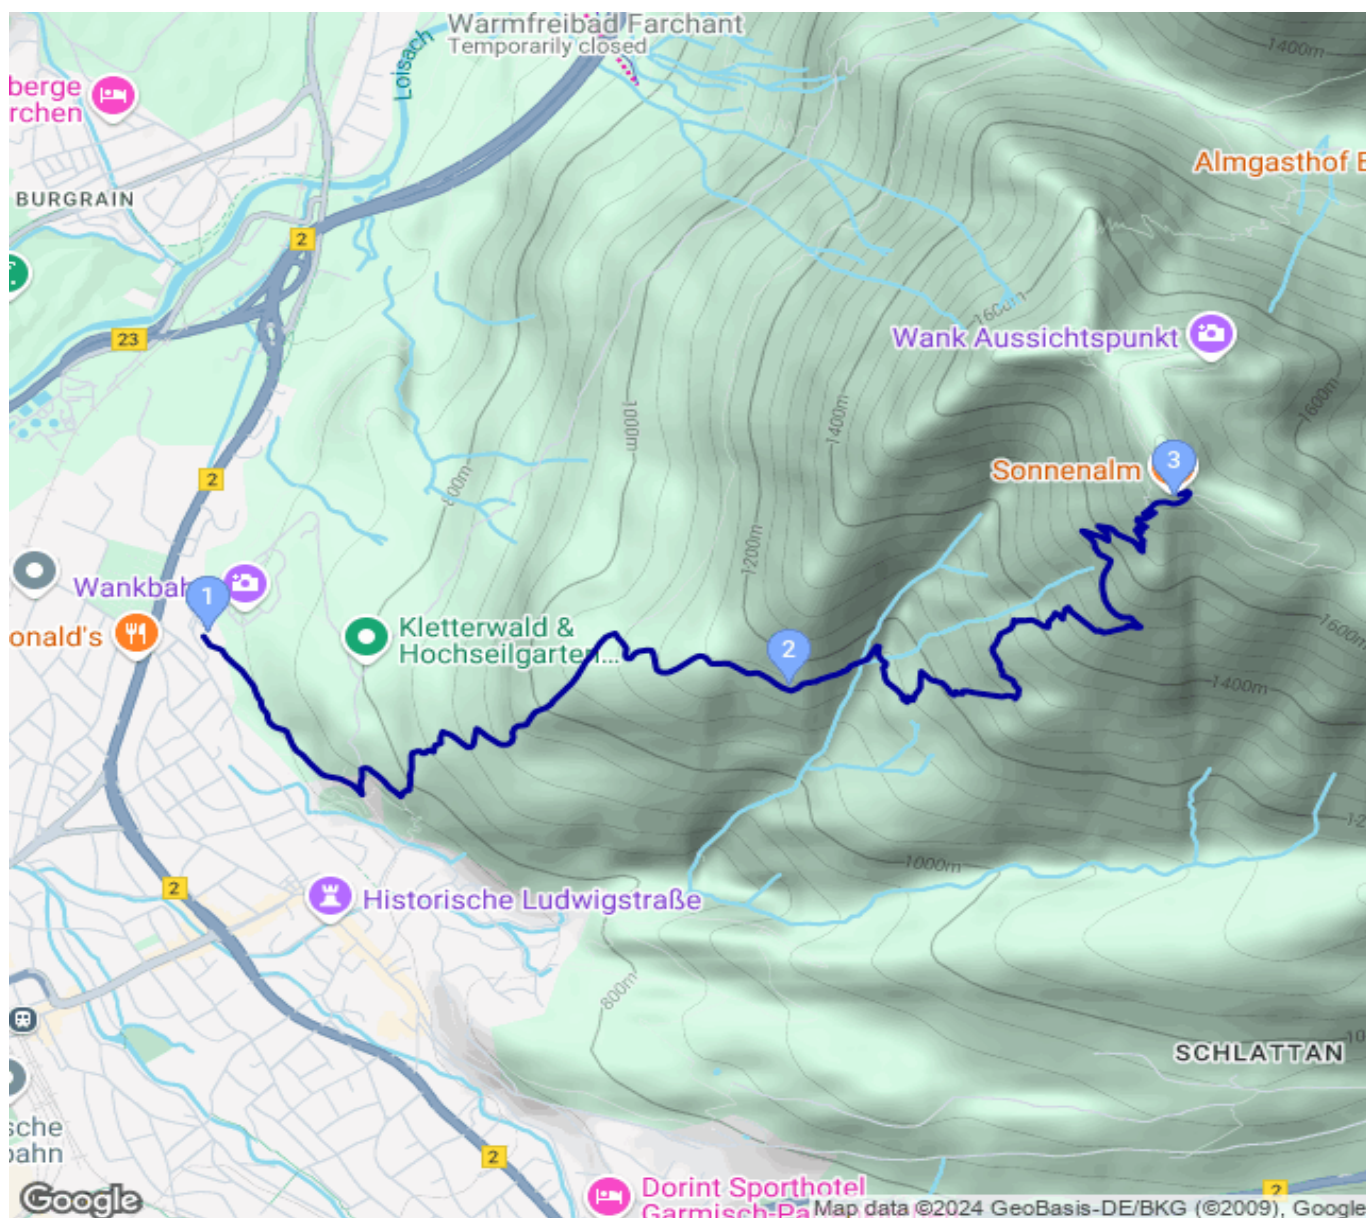 Warmfreibad Farchant
Temporarily closed
Loisach
1400m
berge
rchen
Almgasthof E
BURGRAIN
2
1600m
23
Wank Aussichtspunkt
1600m
1400m
1000m
800m
2
3
Sonnenalm
1200m
Wankbah
1
onald's
Kletterwald &
Hochseilgarten...
2
1600m
1400m
1000m
2
Historische Ludwigstraße
800m
SCHLATTAN
sche
bahn
2
2
Dorint Sporthotel
Google
Map data ©2024 GeoBasis-DE/BKG (©2009), Google